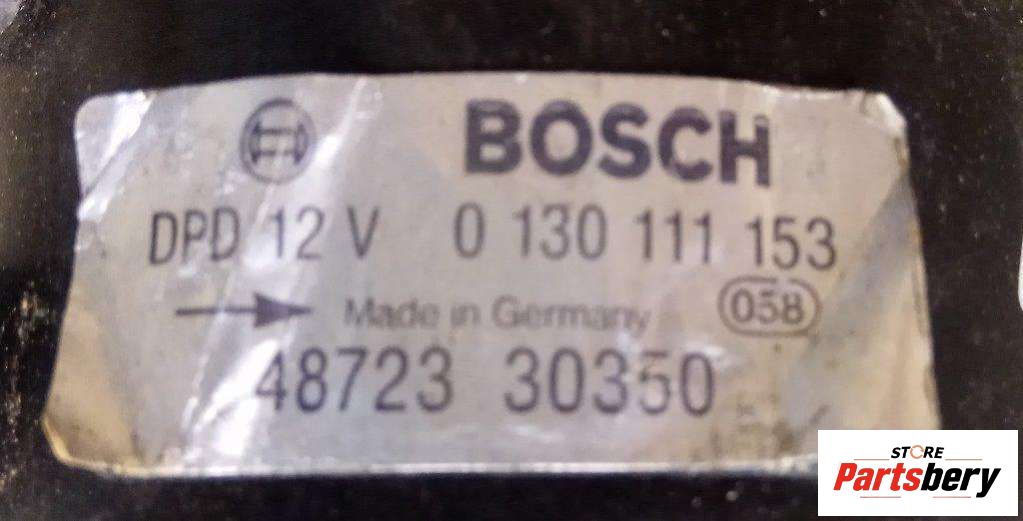 BOSCH
DPD 12 V 0 130 111 153
Made in Germany 058
48723 30350
STORE
Partsbery